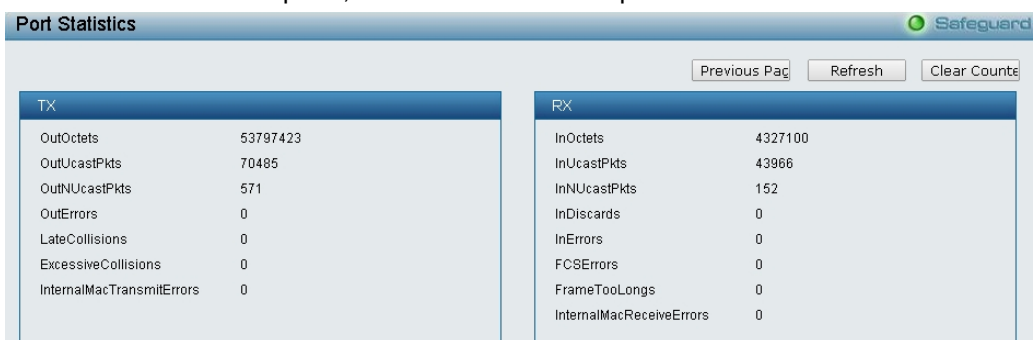 Port Statistics
Safeguard
Previous Pag
Refresh
Clear Counte
TX
OutOctets 53797423
OutUcastPkts 70485
OutNUcastPkts 571
OutErrors 0
LateCollisions 0
ExcessiveCollisions 0
InternalMacTransmitErrors 0
RX
InOctets 4327100
InUcastPkts 43966
InNUcastPkts 152
InDiscards 0
InErrors 0
FCSErrors 0
FrameTooLongs 0
InternalMacReceiveErrors 0